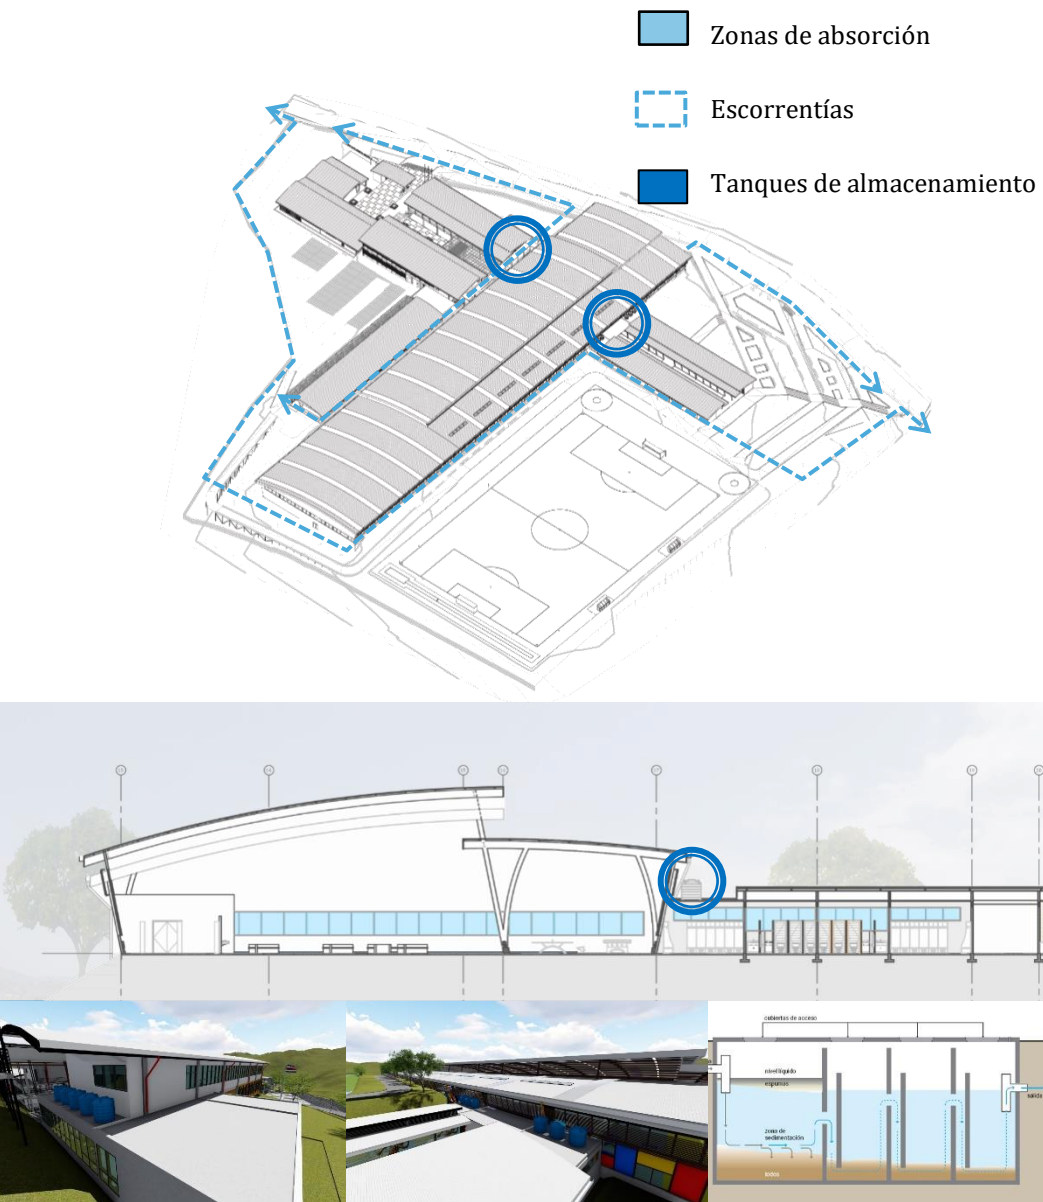 Zonas de absorción
Escorrentías
Tanques de almacenamiento
cubiertas de acceso
nivel líquido
espumas
zona de
sedimentación
lodos
salida